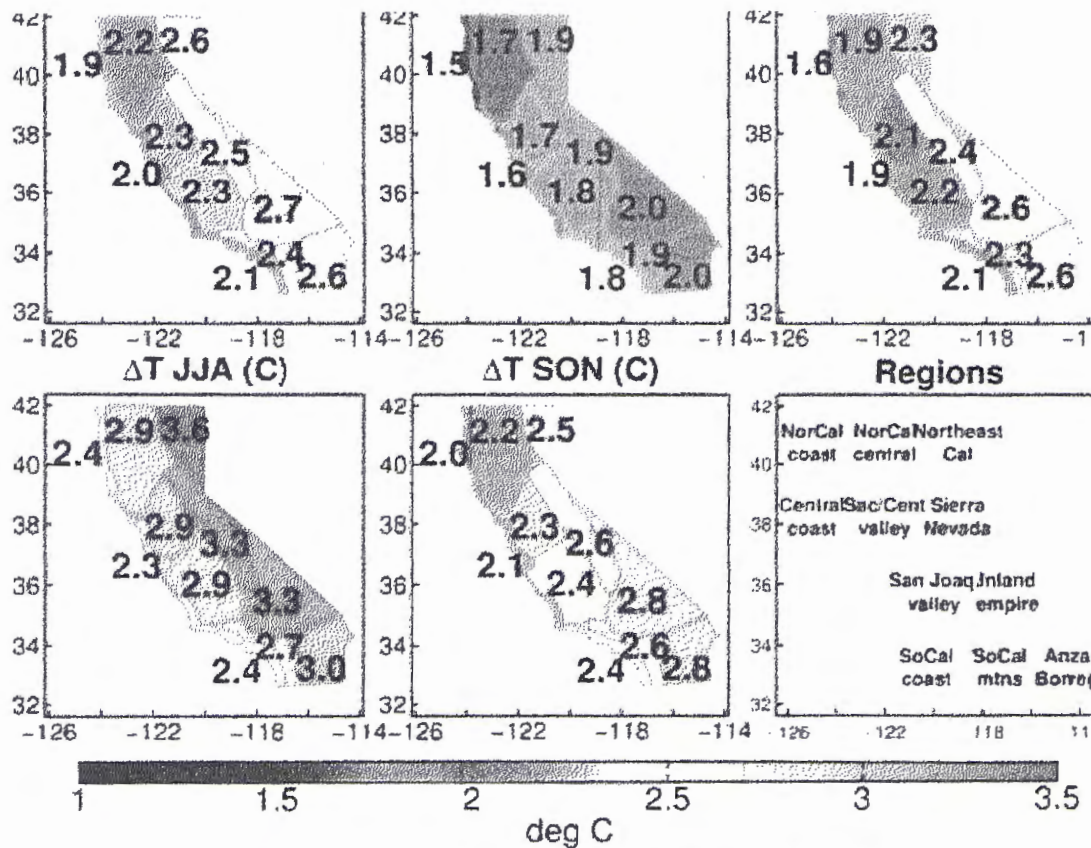 42 2.2 2.6 42 1.7 1.9 42 1.9 2.3
40 1.9 40 1.5 40 1.6
38 2.3 2.5 38 1.7 1.9 38 2.1 2.4
36 2.0 2.3 36 1.6 1.8 36 1.9 2.2
2.7 2.0 2.6
34 2.4 34 1.9 34 2.3
2.1 2.6 1.8 2.0 2.1 2.6
32 32 32
-126 -122 -118 -114 -126 -122 -118 -114 -126 -122 -118 -1
ΔT JJA (C) ΔT SON (C) Regions
42 2.9 3.6 42 2.2 2.5 42 NorCal NorCal Northeast
40 2.4 40 2.0 40 coast central Cal
38 2.9 3.3 38 2.3 2.6 38 Central Sac/Cent Sierra
coast valley Nevada
36 2.3 2.9 36 2.1 2.4 36 San Joaq Inland
3.3 2.8 valley empire
34 2.7 34 2.6 34 SoCal SoCal Anza
2.4 3.0 2.4 2.8 coast mtns Borre
32 32 32
-126 -122 -118 -114 -126 -122 -118 -114 -126 -122 118 11
1 1.5 2 2.5 3 3.5
deg C